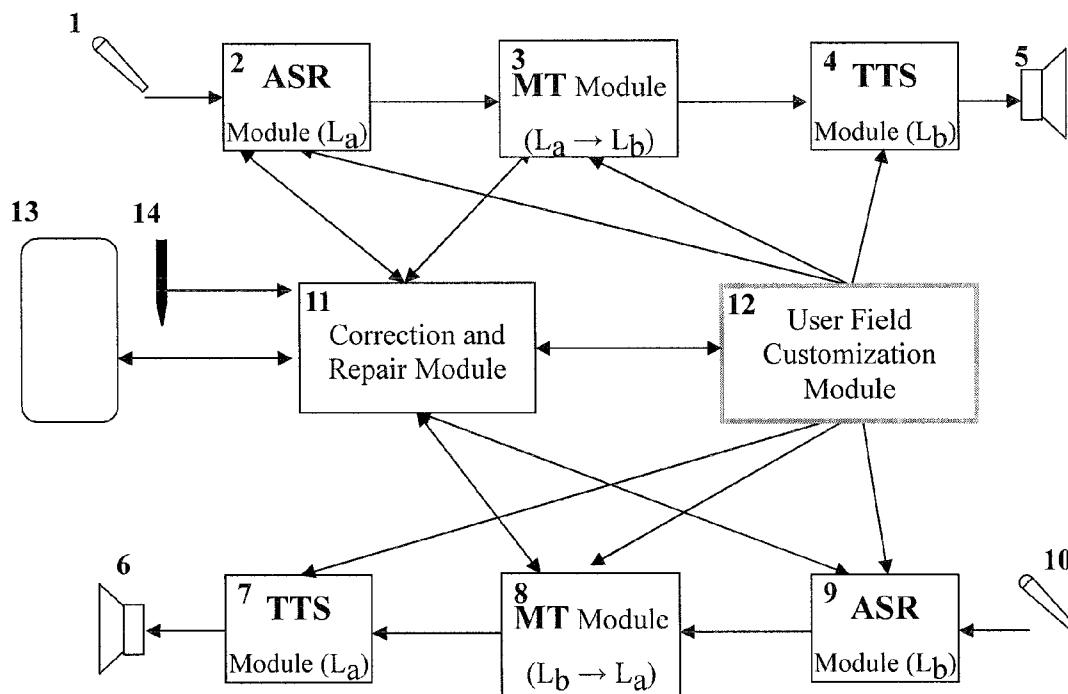 1
2
ASR
Module (La)
3
MT Module
(La → Lb)
4
TTS
Module (Lb)
5
13
14
11
Correction and
Repair Module
12
User Field
Customization
Module
6
7
TTS
Module (La)
8
MT Module
(Lb → La)
9
ASR
Module (Lb)
10